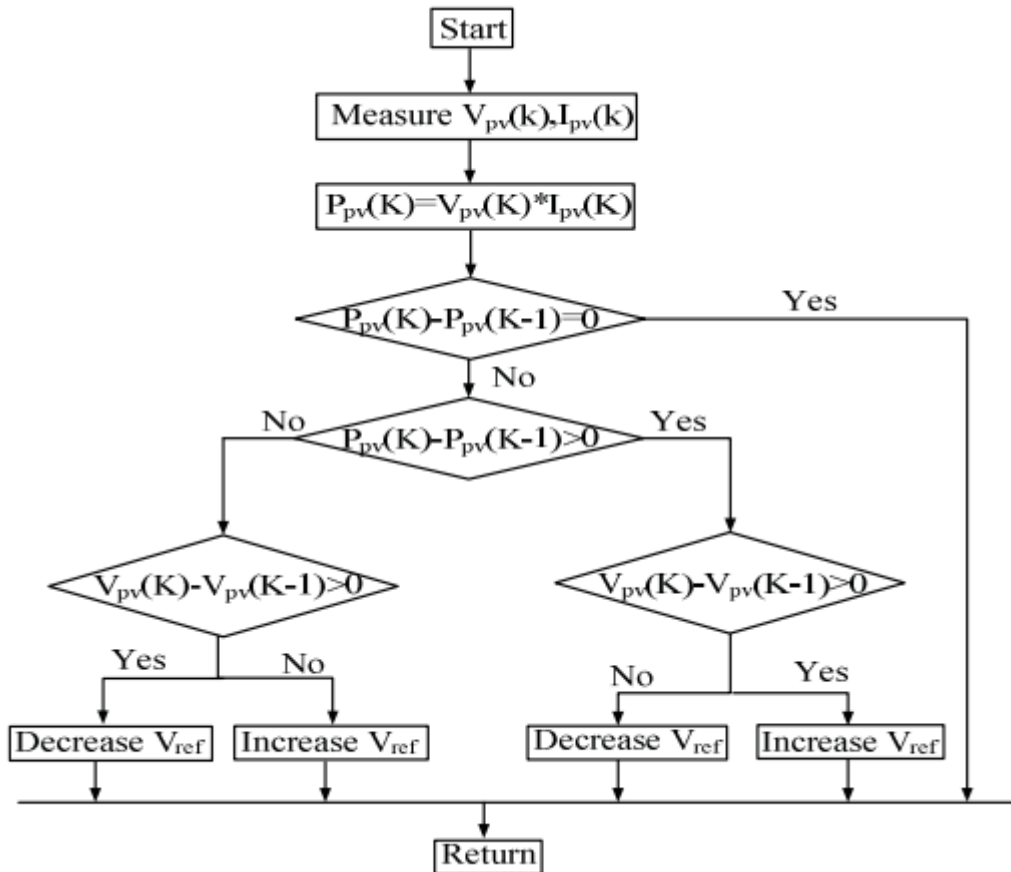 Start
Measure Vpv(k),Ipv(k)
Ppv(K)=Vpv(K)*Ipv(K)
Ppv(K)-Ppv(K-1)=0
Yes
No
No
Ppv(K)-Ppv(K-1)>0
Yes
Vpv(K)-Vpv(K-1)>0
Vpv(K)-Vpv(K-1)>0
Yes
No
No
Yes
Decrease Vref
Increase Vref
Decrease Vref
Increase Vref
Return